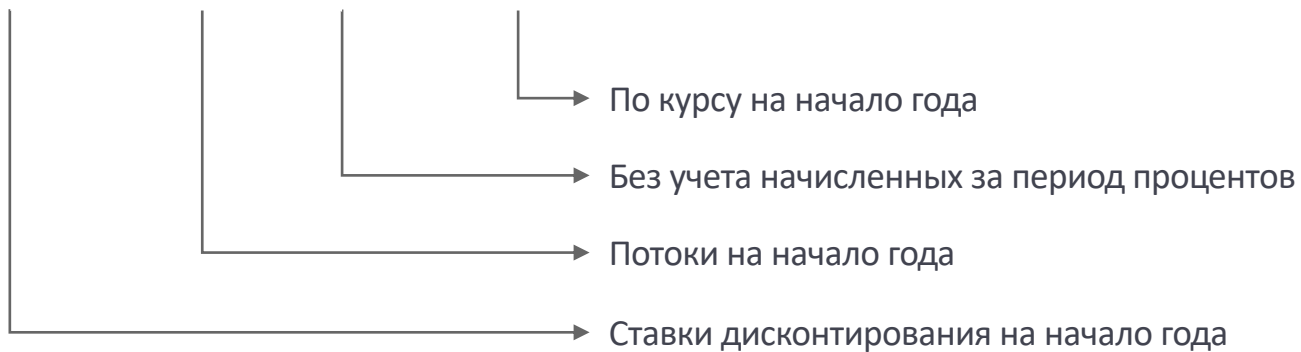 По курсу на начало года
Без учета начисленных за период процентов
Потоки на начало года
Ставки дисконтирования на начало года